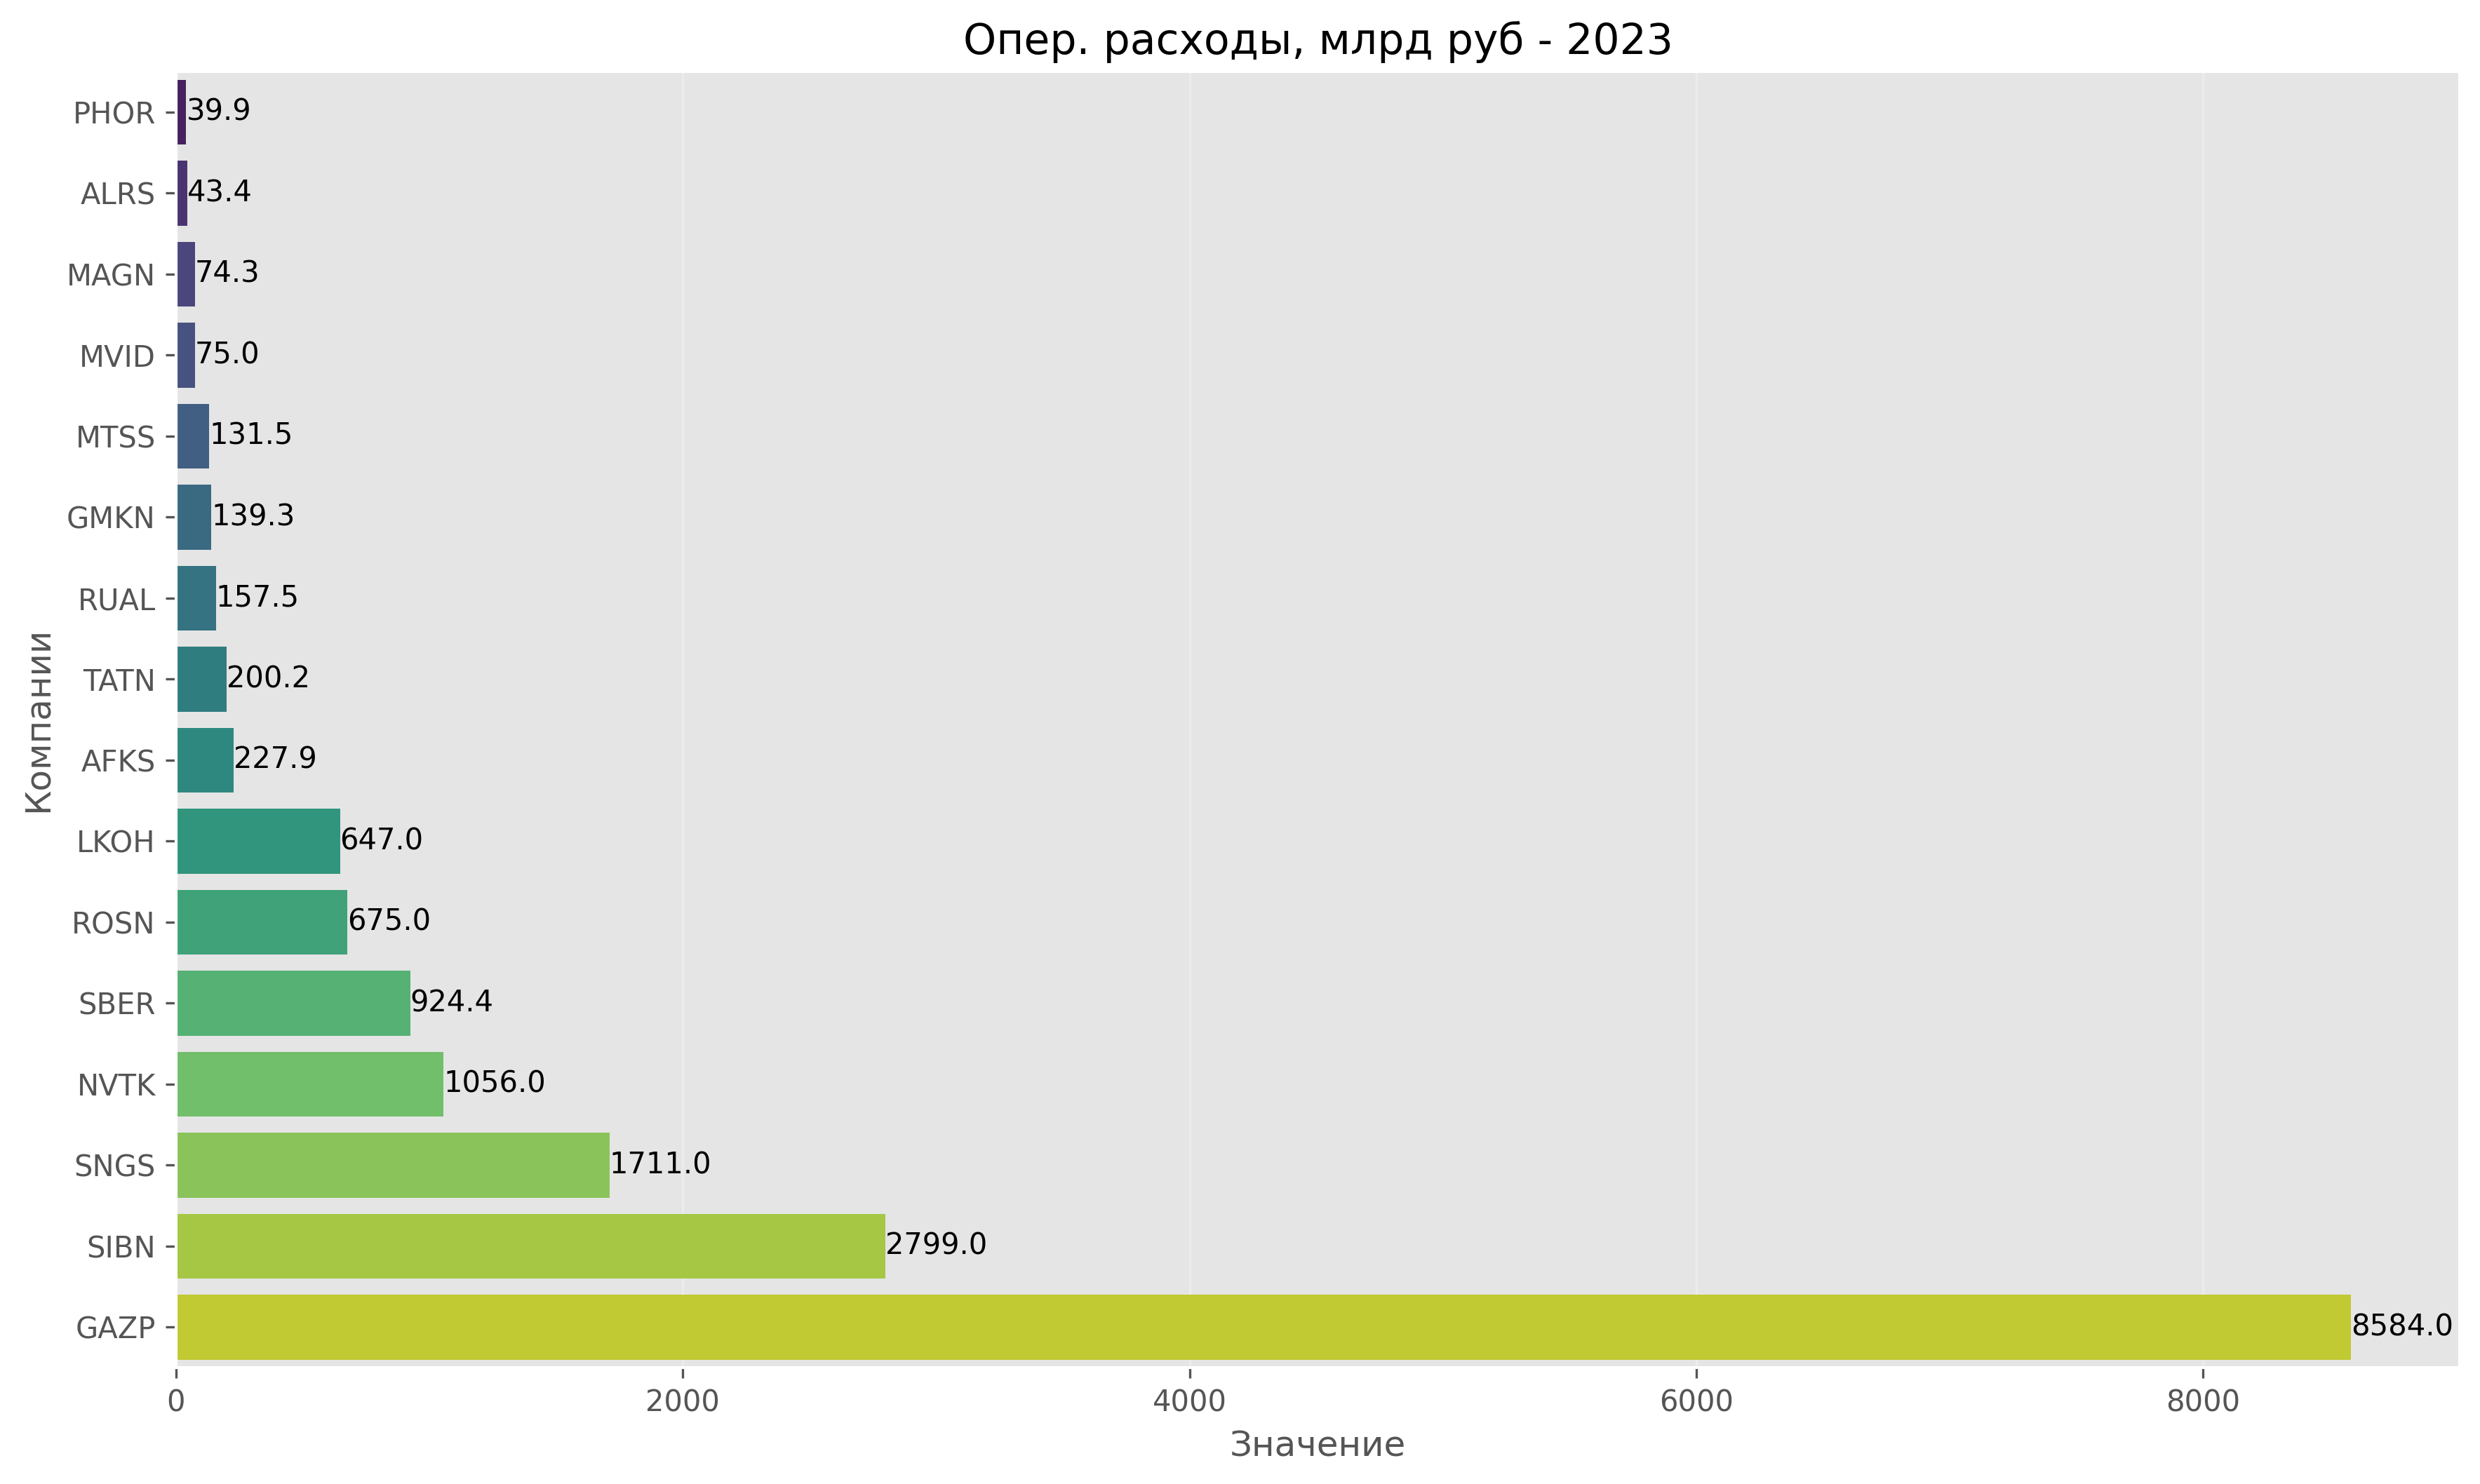 Опер. расходы, млрд руб - 2023
Компании
PHOR 39.9
ALRS 43.4
MAGN 74.3
MVID 75.0
MTSS 131.5
GMKN 139.3
RUAL 157.5
TATN 200.2
AFKS 227.9
LKOH 647.0
ROSN 675.0
SBER 924.4
NVTK 1056.0
SNGS 1711.0
SIBN 2799.0
GAZP 8584.0
0 2000 4000 6000 8000
Значение